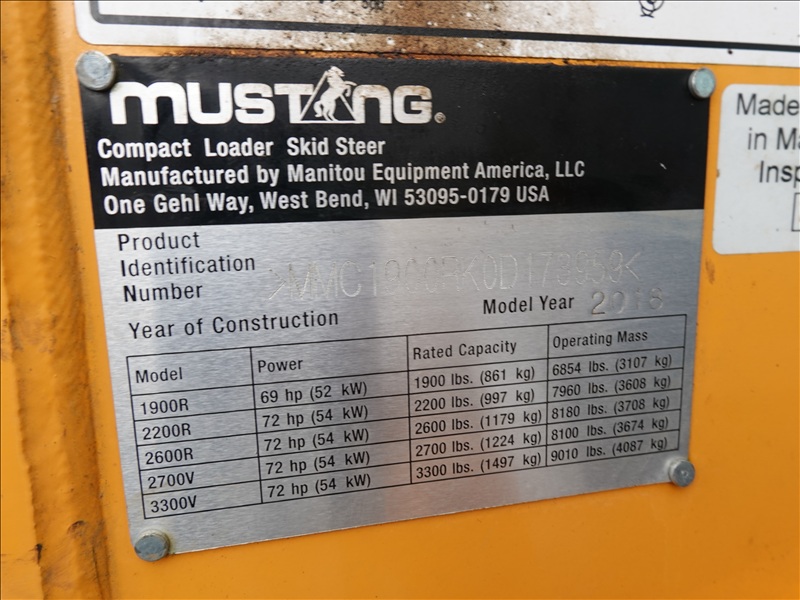 MUSTANG®
Compact Loader Skid Steer
Manufactured by Manitou Equipment America, LLC
One Gehl Way, West Bend, WI 53095-0179 USA
Product
Identification
Number
Model Year 2016
Year of Construction
Model Power Rated Capacity Operating Mass
1900R 69 hp (52 kW) 1900 lbs. (861 kg) 6854 lbs. (3107 kg)
2200R 72 hp (54 kW) 2200 lbs. (997 kg) 7960 lbs. (3608 kg)
2600R 72 hp (54 kW) 2600 lbs. (1179 kg) 8180 lbs. (3708 kg)
2700V 72 hp (54 kW) 2700 lbs. (1224 kg) 8100 lbs. (3674 kg)
3300V 72 hp (54 kW) 3300 lbs. (1497 kg) 9010 lbs. (4087 kg)
Made
in